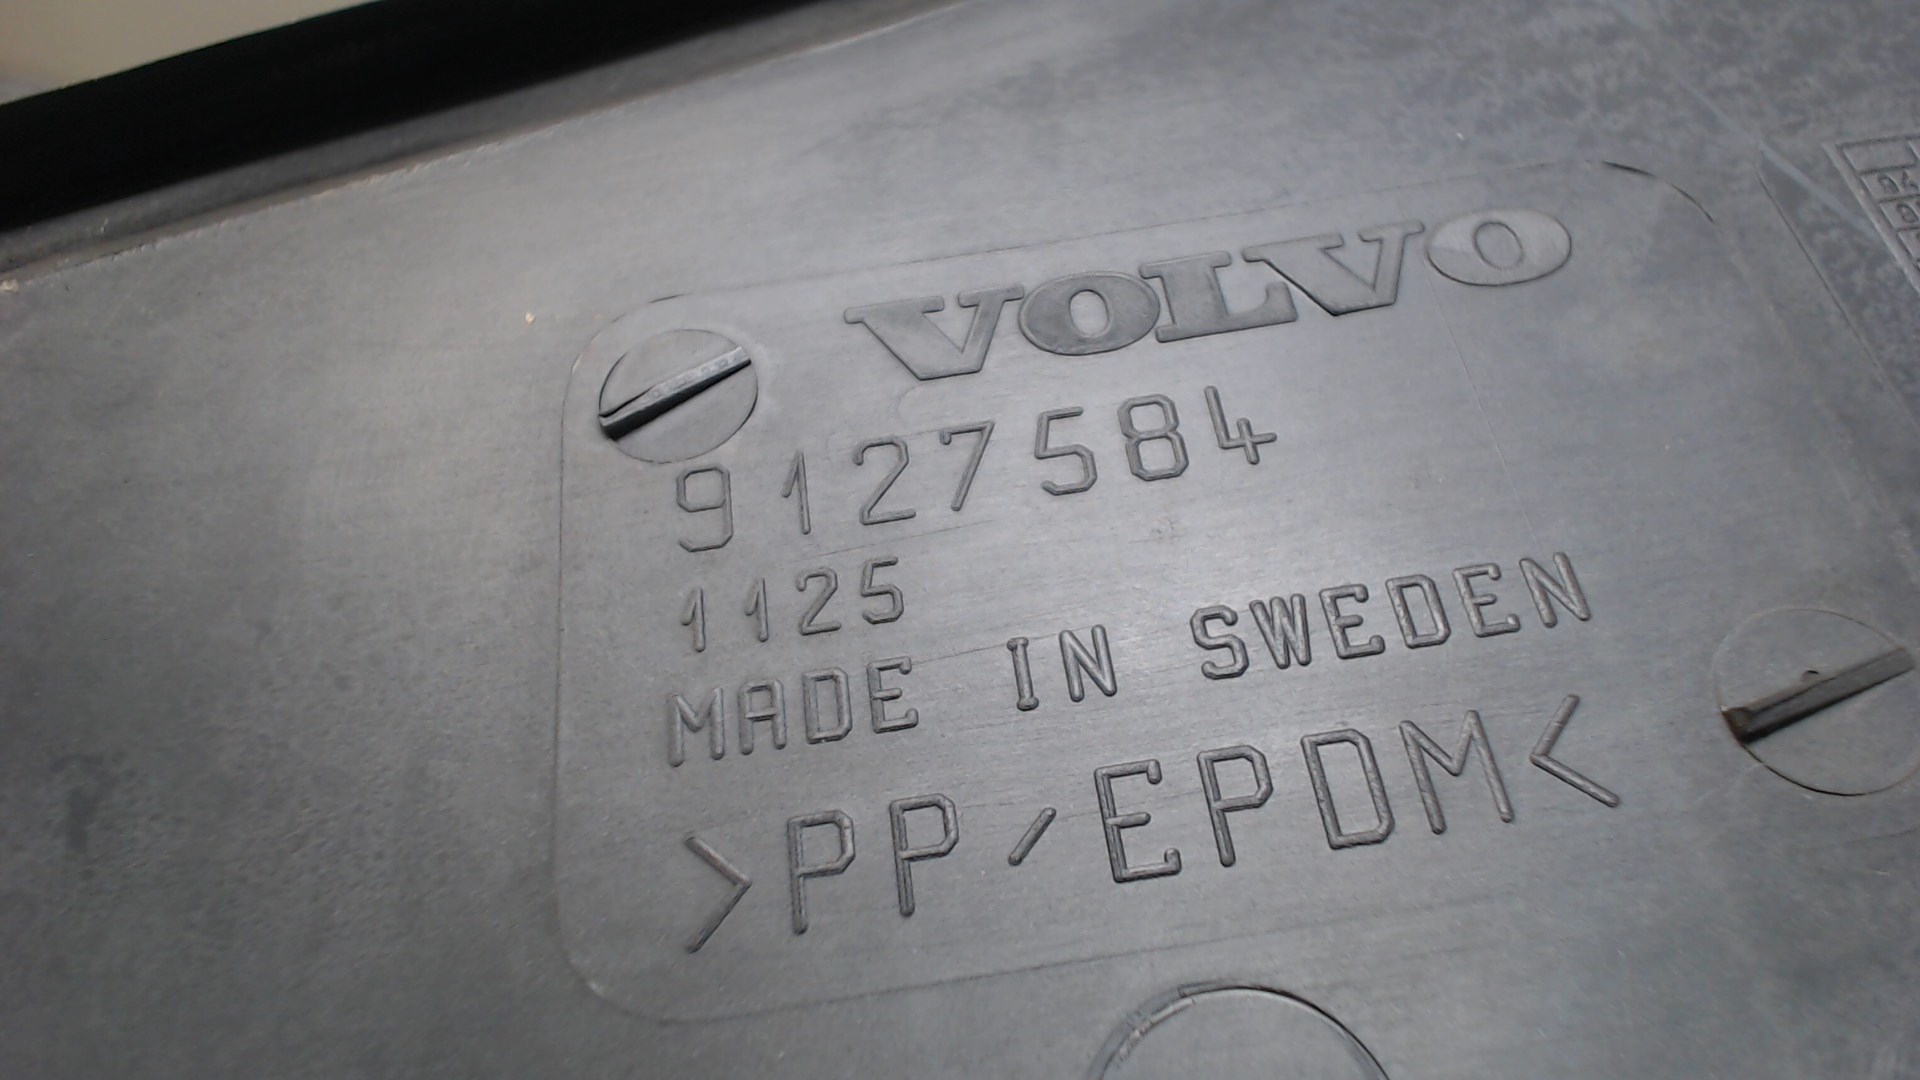 VOLVO
9127584
1125
MADE IN SWEDEN
>PP/EPDM<